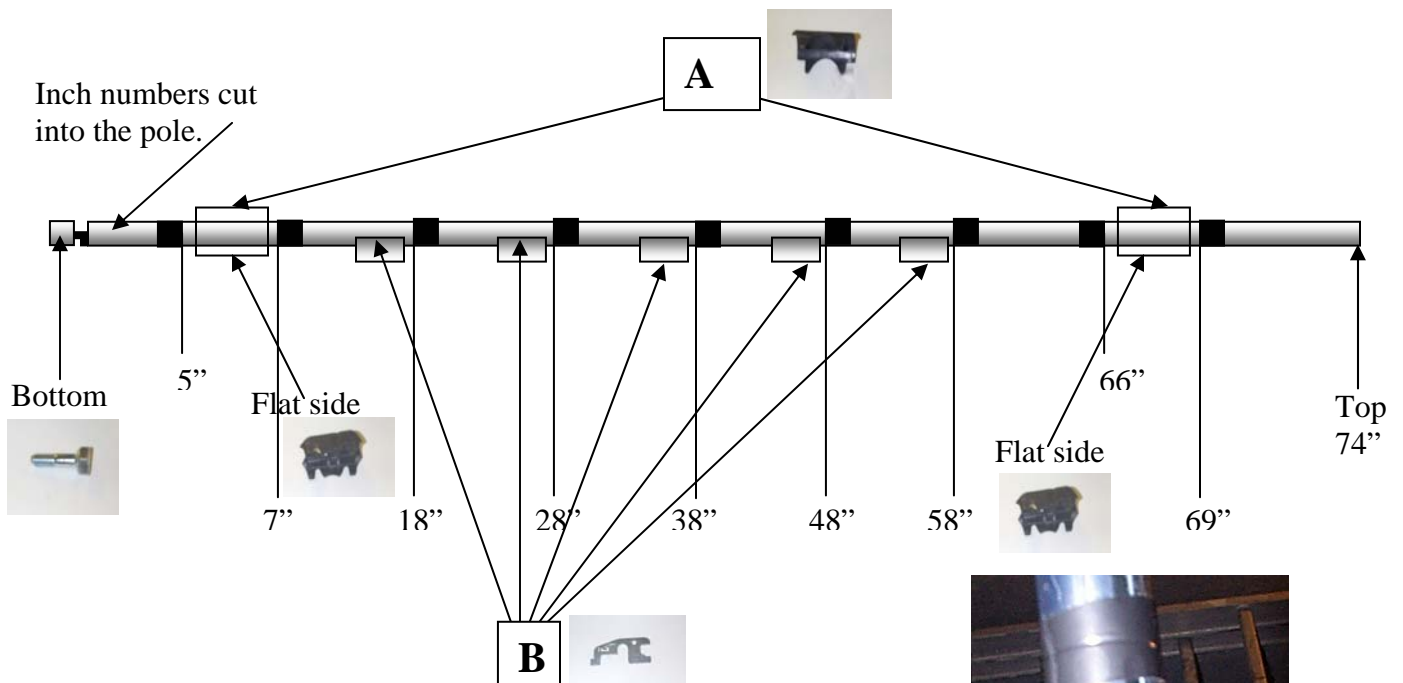 A
Inch numbers cut
into the pole.
5”
66”
Bottom
Flat side
Top
74”
Flat side
7”
18”
28”
38”
48”
58”
69”
B